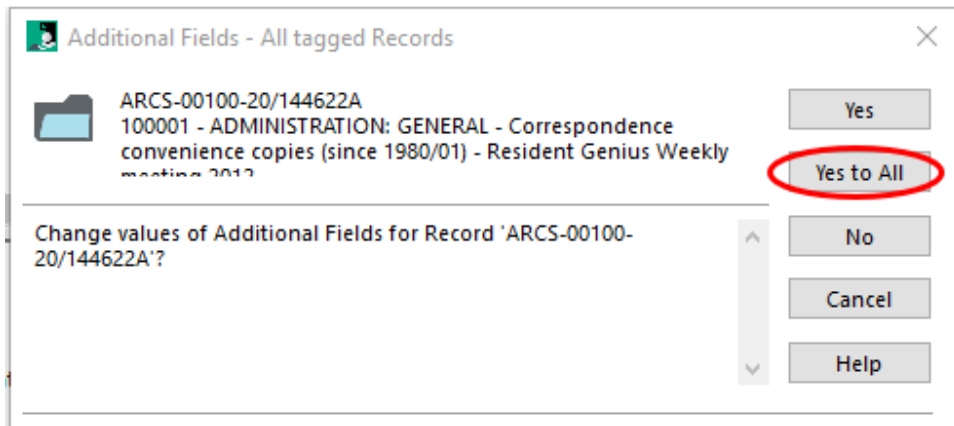 Additional Fields - All tagged Records
ARCS-00100-20/144622A
100001 - ADMINISTRATION: GENERAL - Correspondence
convenience copies (since 1980/01) - Resident Genius Weekly
meeting 2012
Yes
Yes to All
Change values of Additional Fields for Record 'ARCS-00100-
20/144622A'?
No
Cancel
Help